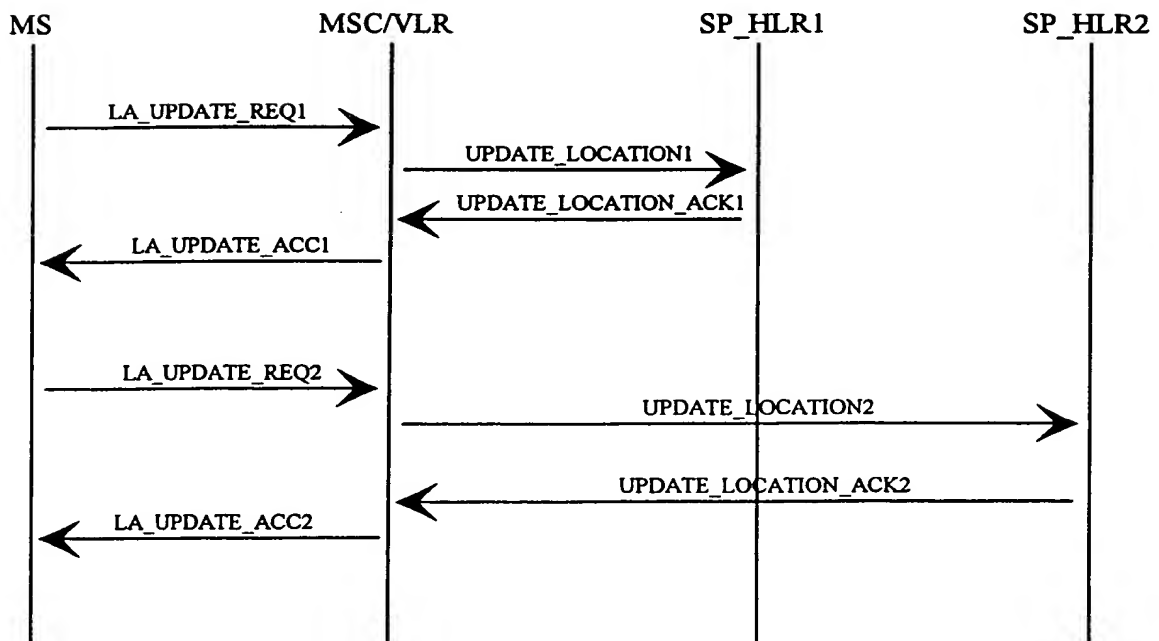 MS MSC/VLR SP_HLR1 SP_HLR2
LA_UPDATE_REQ1
UPDATE_LOCATION1
UPDATE_LOCATION_ACK1
LA_UPDATE_ACC1
LA_UPDATE_REQ2
UPDATE_LOCATION2
UPDATE_LOCATION_ACK2
LA_UPDATE_ACC2